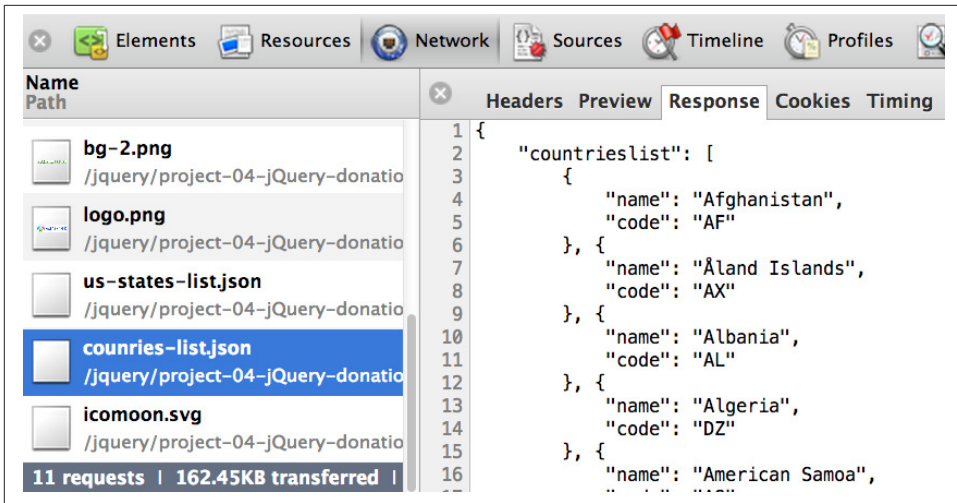 Elements Resources Network Sources Timeline Profiles
Name
Path
bg-2.png
/jquery/project-04-jQuery-donatio
logo.png
/jquery/project-04-jQuery-donatio
us-states-list.json
/jquery/project-04-jQuery-donatio
counries-list.json
/jquery/project-04-jQuery-donatio
icomoon.svg
/jquery/project-04-jQuery-donatio
11 requests | 162.45KB transferred |
Headers Preview Response Cookies Timing
1 {
2 "countrieslist": [
3 {
4 "name": "Afghanistan",
5 "code": "AF"
6 }, {
7 "name": "Åland Islands",
8 "code": "AX"
9 }, {
10 "name": "Albania",
11 "code": "AL"
12 }, {
13 "name": "Algeria",
14 "code": "DZ"
15 }, {
16 "name": "American Samoa",